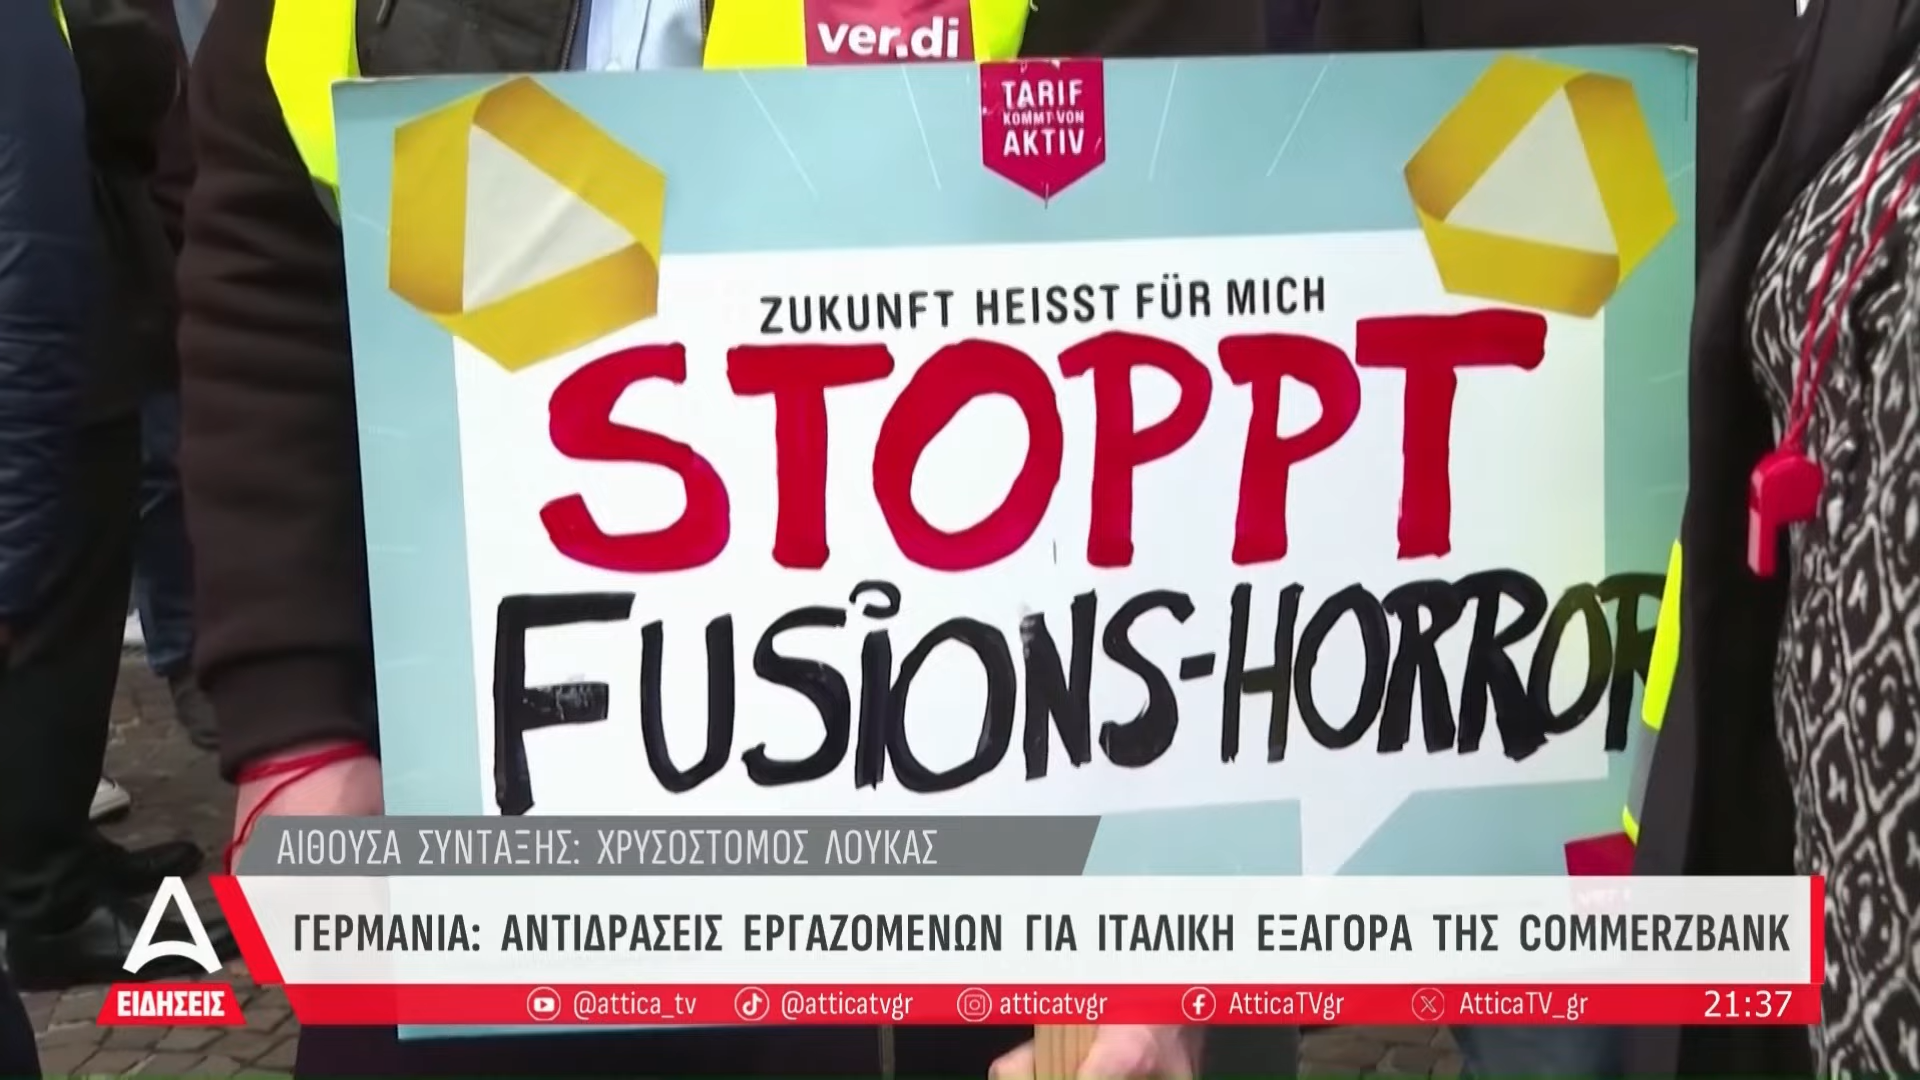 ver.di
TARIF
KOMMT VON
AKTIV
ZUKUNFT HEISST FÜR MICH
STOPPT
FUSIONS-HORROR
ΑΙΘΟΥΣΑ ΣΥΝΤΑΞΗΣ: ΧΡΥΣΟΣΤΟΜΟΣ ΛΟΥΚΑΣ
ΓΕΡΜΑΝΙΑ: ΑΝΤΙΔΡΑΣΕΙΣ ΕΡΓΑΖΟΜΕΝΩΝ ΓΙΑ ΙΤΑΛΙΚΗ ΕΞΑΓΟΡΑ ΤΗΣ COMMERZBANK
ΕΙΔΗΣΕΙΣ
@attica_tv @atticatvgr atticatvgr AtticaTVgr AtticaTV_gr 21:37